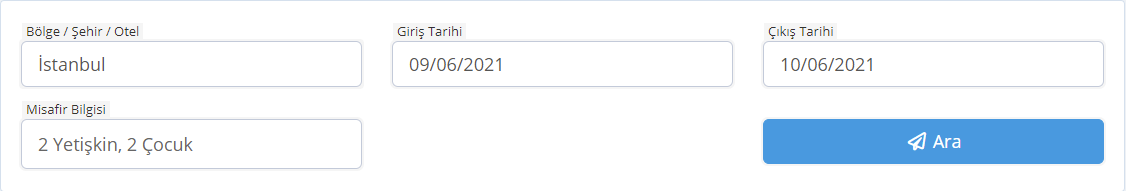 Bölge / Şehir / Otel
İstanbul
Giriş Tarihi
09/06/2021
Çıkış Tarihi
10/06/2021
Misafir Bilgisi
2 Yetişkin, 2 Çocuk
Ara